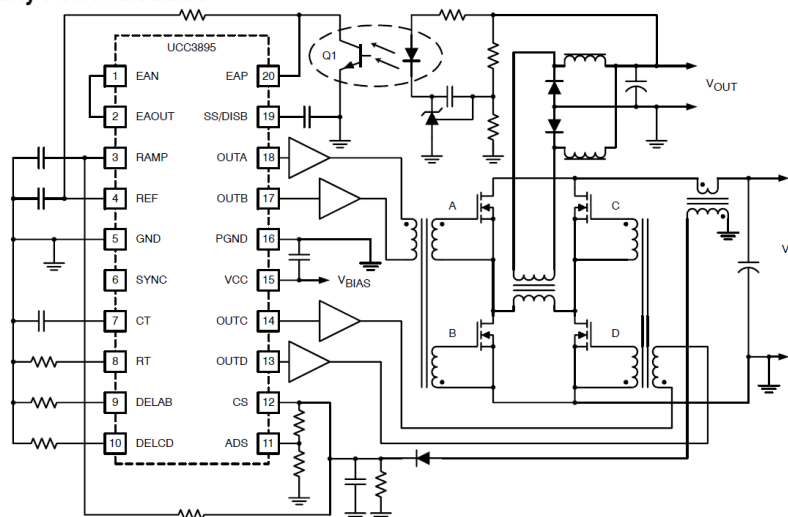 UCC3895
Q1
1 EAN
EAP 20
2 EAOUT
SS/DISB 19
VOUT
3 RAMP
OUTA 18
4 REF
OUTB 17
A
C
5 GND
PGND 16
6 SYNC
VCC 15
VBIAS
V
7 CT
OUTC 14
B
D
8 RT
OUTD 13
9 DELAB
CS 12
10 DELCD
ADS 11